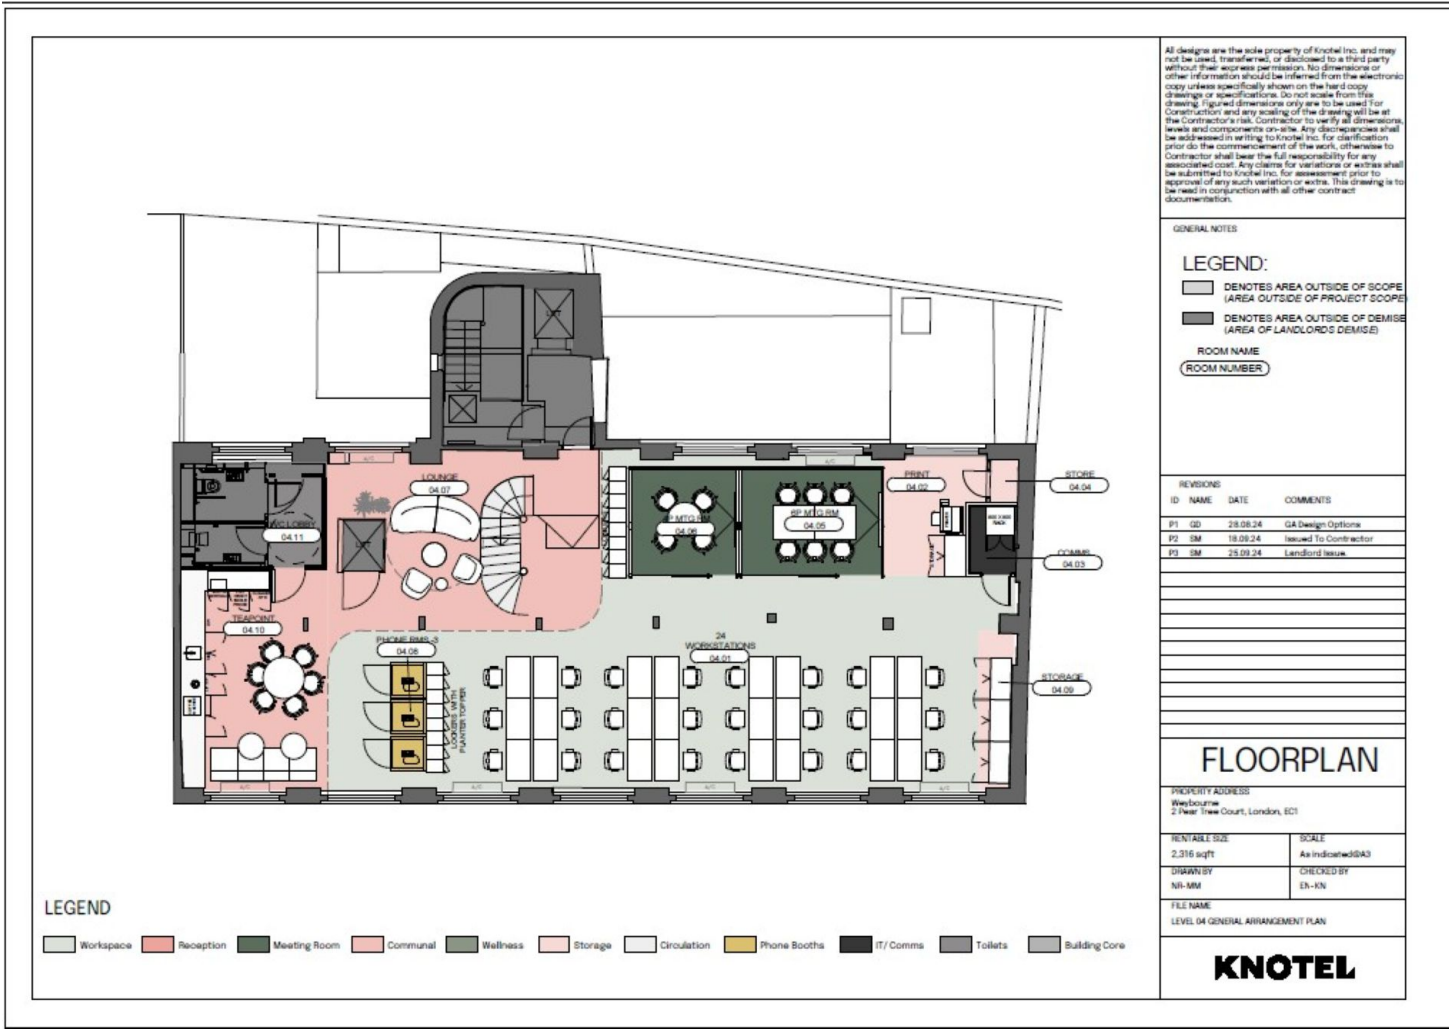 All designs are the sole property of Knotel Inc. and may
not be used, transferred, or disclosed to a third party
without their express permission. No dimensions or
other information should be inferred from the electronic
copy unless specifically shown on the hard copy
drawings or specifications. Do not scale from this
drawing. Figured dimensions only are to be used 'For
Construction' and any scaling of the drawing will be at
the Contractor's risk. Contractor to verify all dimensions,
levels and components on-site. Any discrepancies shall
be addressed in writing to Knotel Inc. for clarification
prior do the commencement of the work, otherwise to
Contractor shall bear the full responsibility for any
associated cost. Any claims for variations or extras shall
be submitted to Knotel Inc. for assessment prior to
approval of any such variation or extra. This drawing is to
be read in conjunction with all other contract
documentation.
GENERAL NOTES
LEGEND:
DENOTES AREA OUTSIDE OF SCOPE
(AREA OUTSIDE OF PROJECT SCOPE)
DENOTES AREA OUTSIDE OF DEMISE
(AREA OF LANDLORDS DEMISE)
ROOM NAME
ROOM NUMBER
LIFT
A/C
A/C
LOUNGE
04.07
PRINT
04.02
STORE
04.04
4P MTG RM
04.06
6P MTG RM
04.05
RACK
WC LOBBY
04.11
LIFT
COMMS
04.03
TEAPOINT
04.10
PHONE RMS -3
04.08
24
WORKSTATIONS
04.01
STORAGE
04.09
LOCKERS WITH
PLANTER TOPPER
A/C
A/C
A/C
A/C
REVISIONS
ID NAME DATE COMMENTS
P1 GD 28.08.24 GA Design Options
P2 SM 18.09.24 Issued To Contractor
P3 SM 25.09.24 Landlord Issue.
FLOORPLAN
PROPERTY ADDRESS
Weybourne
2 Pear Tree Court, London, EC1
RENTABLE SIZE
2,316 sqft
SCALE
As indicated@A3
DRAWN BY
NR-MM
CHECKED BY
EN-KN
FILE NAME
LEVEL 04 GENERAL ARRANGEMENT PLAN
KNOTEL
LEGEND
Workspace Reception Meeting Room Communal Wellness Storage Circulation Phone Booths IT/Comms Toilets Building Core